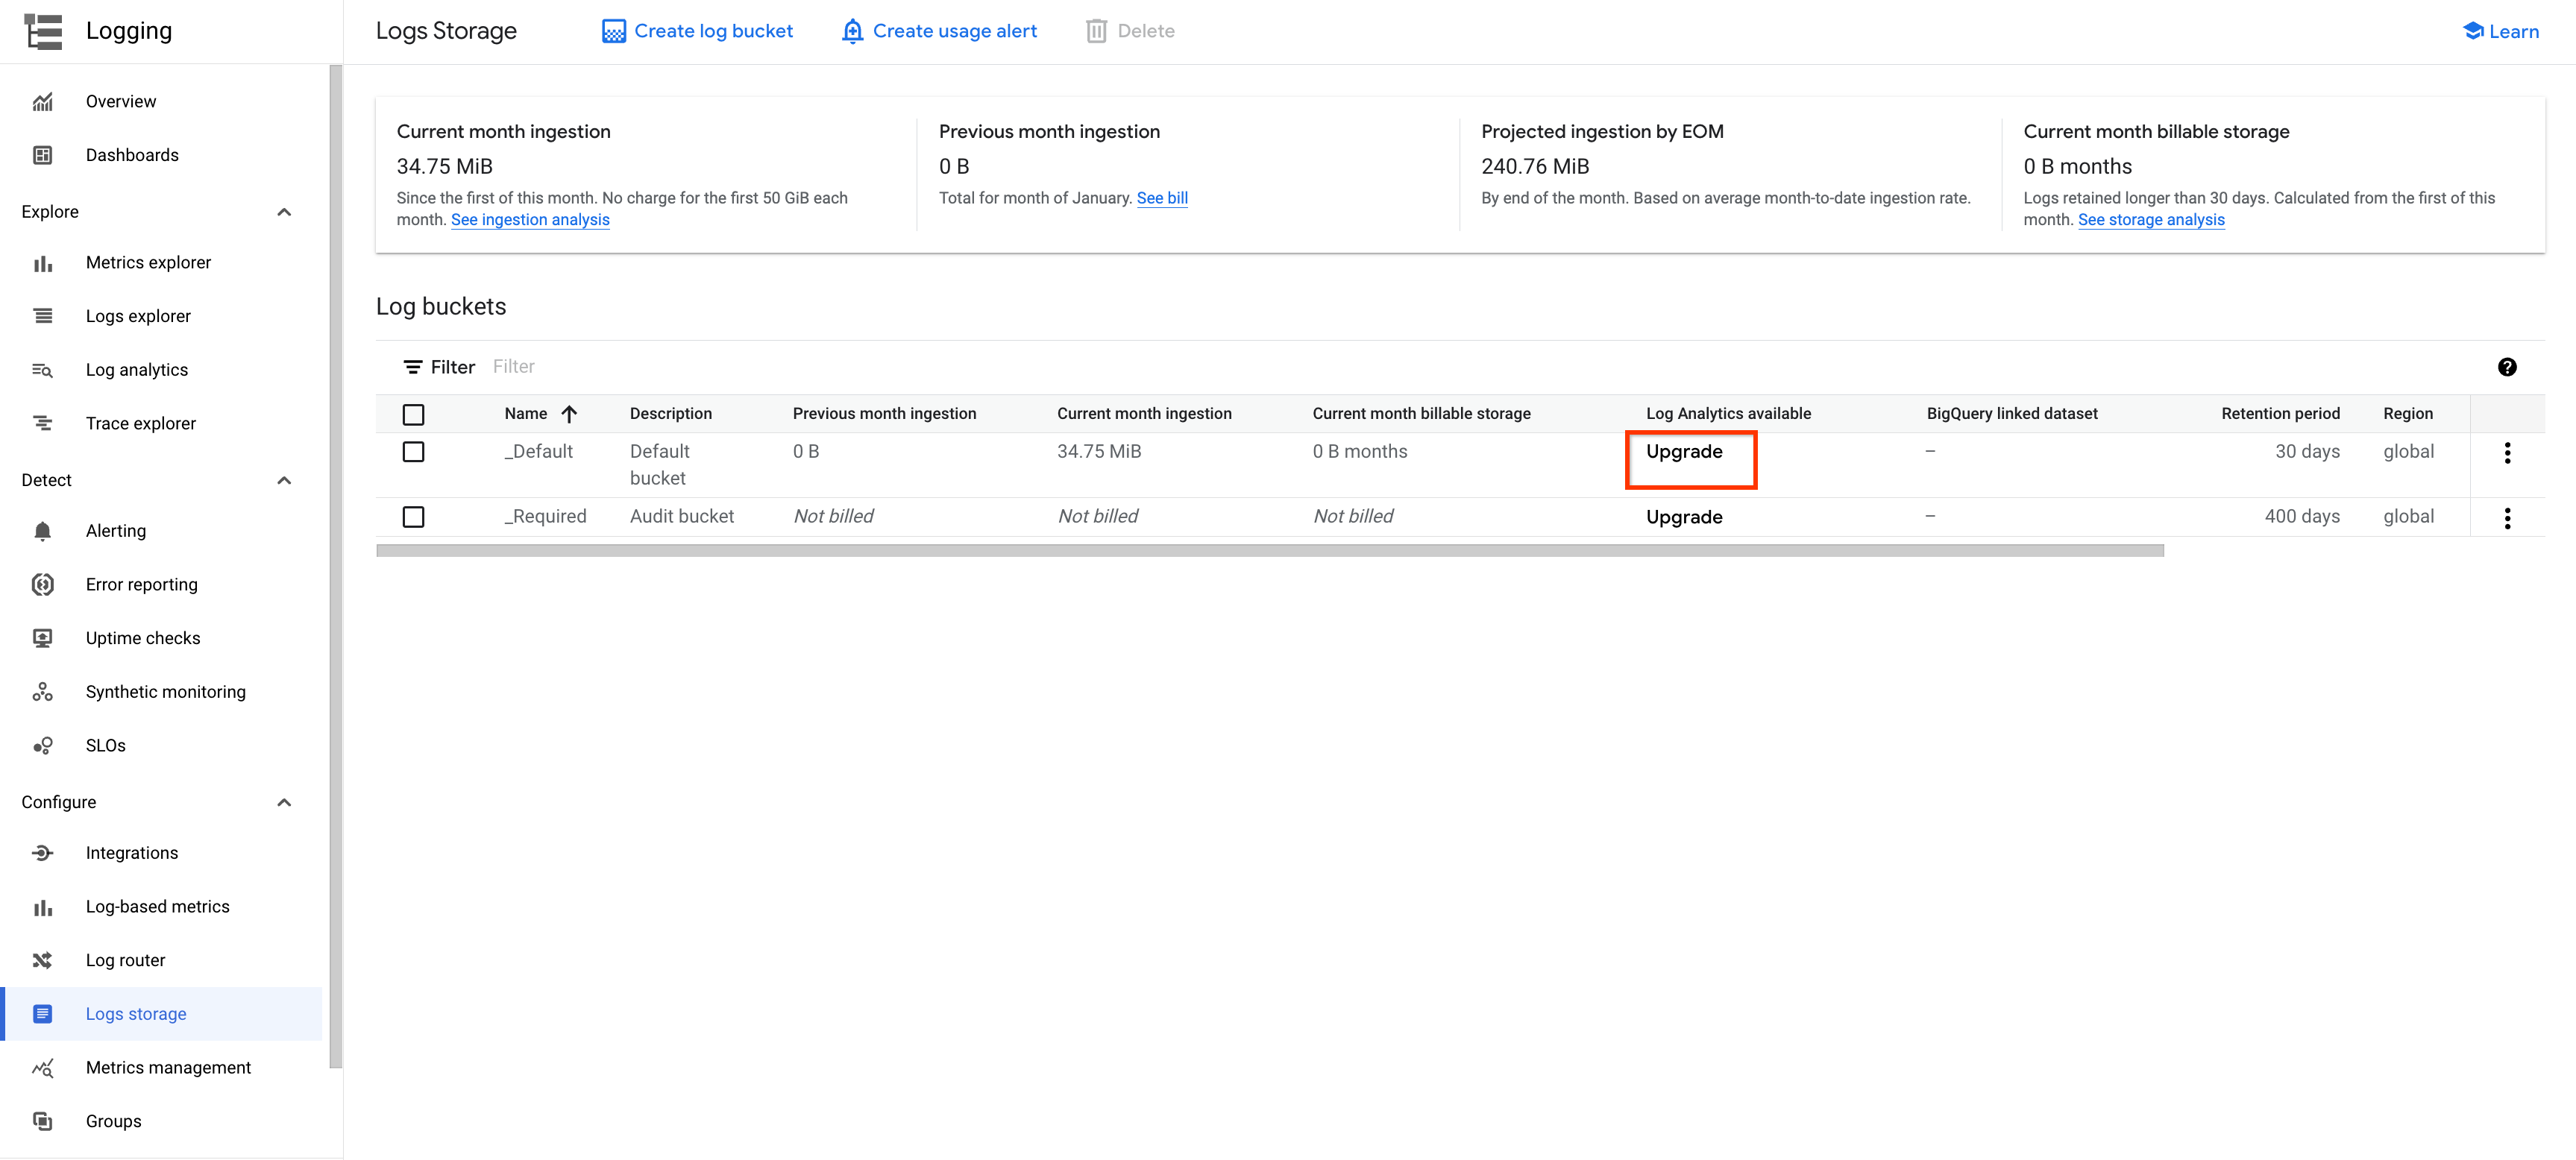 Logging
Logs Storage
Create log bucket
Create usage alert
Delete
Learn
Overview
Dashboards
Explore
Metrics explorer
Logs explorer
Log analytics
Trace explorer
Detect
Alerting
Error reporting
Uptime checks
Synthetic monitoring
SLOs
Configure
Integrations
Log-based metrics
Log router
Logs storage
Metrics management
Groups
Current month ingestion
34.75 MiB
Since the first of this month. No charge for the first 50 GiB each
month. See ingestion analysis
Previous month ingestion
0 B
Total for month of January. See bill
Projected ingestion by EOM
240.76 MiB
By end of the month. Based on average month-to-date ingestion rate.
Current month billable storage
0 B months
Logs retained longer than 30 days. Calculated from the first of this
month. See storage analysis
Log buckets
Filter Filter
?
Name Description Previous month ingestion Current month ingestion Current month billable storage Log Analytics available BigQuery linked dataset Retention period Region
_Default Default 0 B 34.75 MiB 0 B months Upgrade – 30 days global
bucket
_Required Audit bucket Not billed Not billed Not billed Upgrade – 400 days global